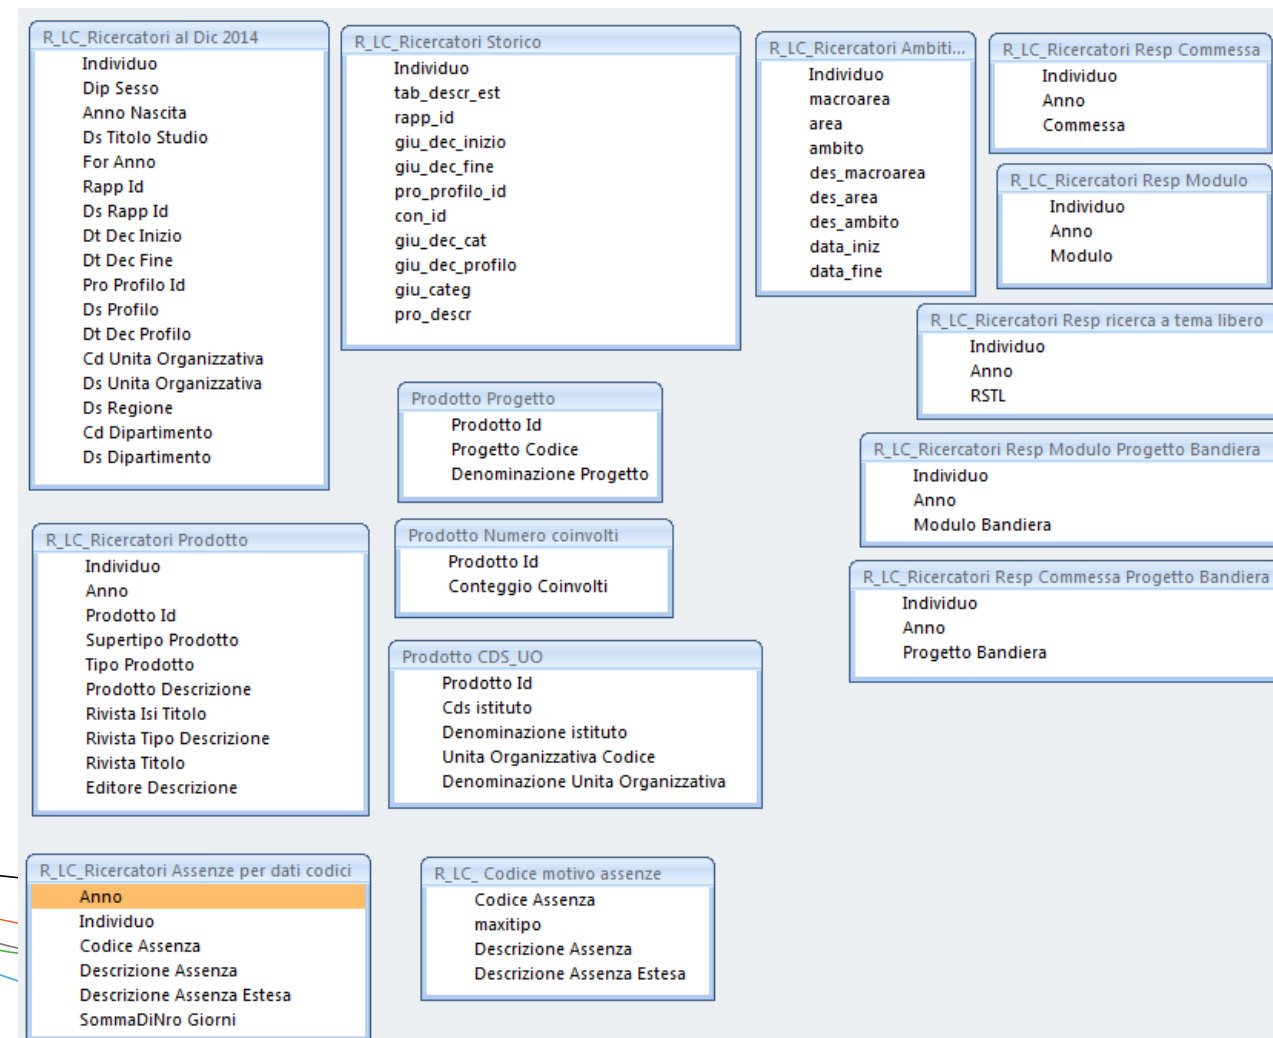 R_LC_Ricercatori al Dic 2014
Individuo
Dip Sesso
Anno Nascita
Ds Titolo Studio
For Anno
Rapp Id
Ds Rapp Id
Dt Dec Inizio
Dt Dec Fine
Pro Profilo Id
Ds Profilo
Dt Dec Profilo
Cd Unita Organizzativa
Ds Unita Organizzativa
Ds Regione
Cd Dipartimento
Ds Dipartimento
R_LC_Ricercatori Storico
Individuo
tab_descr_est
rapp_id
giu_dec_inizio
giu_dec_fine
pro_profilo_id
con_id
giu_dec_cat
giu_dec_profilo
giu_categ
pro_descr
R_LC_Ricercatori Ambiti...
Individuo
macroarea
area
ambito
des_macroarea
des_area
des_ambito
data_iniz
data_fine
R_LC_Ricercatori Resp Commessa
Individuo
Anno
Commessa
R_LC_Ricercatori Resp Modulo
Individuo
Anno
Modulo
R_LC_Ricercatori Resp ricerca a tema libero
Individuo
Anno
RSTL
Prodotto Progetto
Prodotto Id
Progetto Codice
Denominazione Progetto
R_LC_Ricercatori Resp Modulo Progetto Bandiera
Individuo
Anno
Modulo Bandiera
R_LC_Ricercatori Prodotto
Individuo
Anno
Prodotto Id
Supertipo Prodotto
Tipo Prodotto
Prodotto Descrizione
Rivista Isi Titolo
Rivista Tipo Descrizione
Rivista Titolo
Editore Descrizione
Prodotto Numero coinvolti
Prodotto Id
Conteggio Coinvolti
R_LC_Ricercatori Resp Commessa Progetto Bandiera
Individuo
Anno
Progetto Bandiera
Prodotto CDS_UO
Prodotto Id
Cds istituto
Denominazione istituto
Unita Organizzativa Codice
Denominazione Unita Organizzativa
R_LC_Ricercatori Assenze per dati codici
Anno
Individuo
Codice Assenza
Descrizione Assenza
Descrizione Assenza Estesa
SommaDiNro Giorni
R_LC_ Codice motivo assenze
Codice Assenza
maxitipo
Descrizione Assenza
Descrizione Assenza Estesa